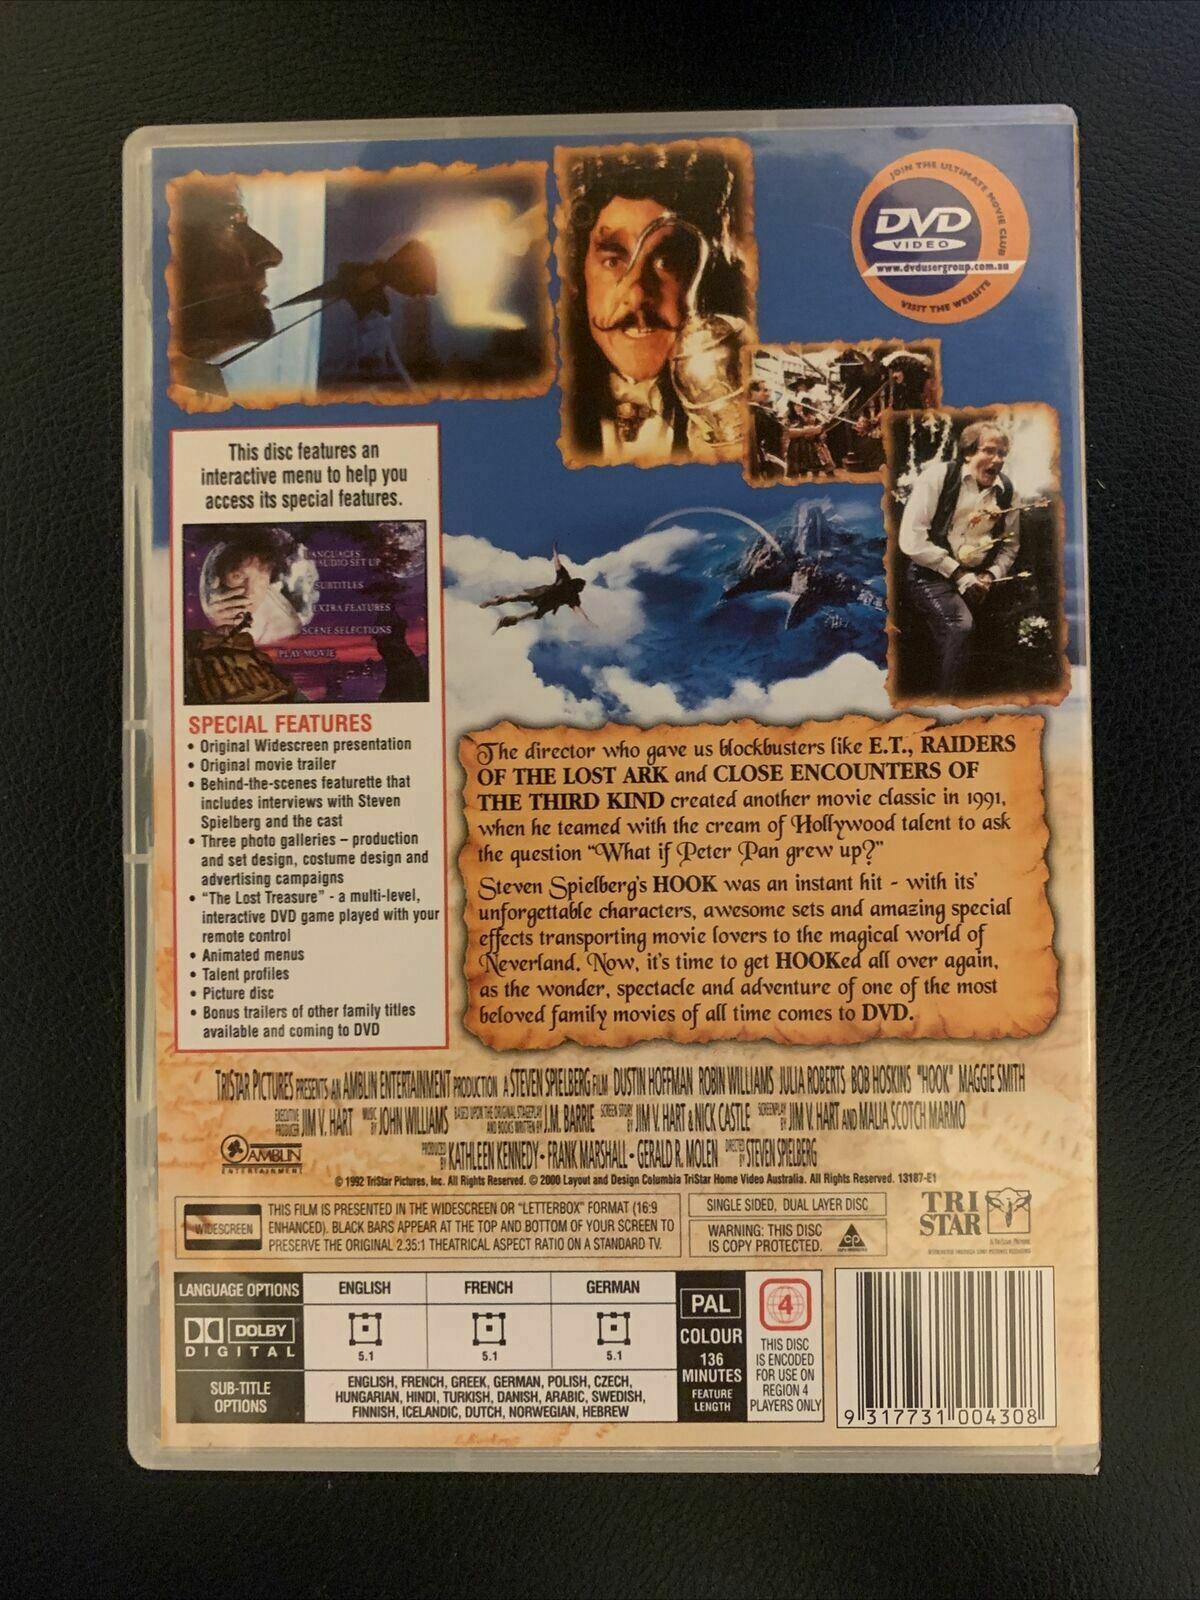 JOIN THE ULTIMATE MOVIE CLUB
DVD
VIDEO
www.dvdusergroup.com.au
VISIT THE WEBSITE
This disc features an
interactive menu to help you
access its special features.
LANGUAGES
AUDIO SET UP
SUBTITLES
EXTRA FEATURES
SCENE SELECTIONS
PLAY MOVIE
SPECIAL FEATURES
• Original Widescreen presentation
• Original movie trailer
• Behind-the-scenes featurette that
includes interviews with Steven
Spielberg and the cast
• Three photo galleries – production
and set design, costume design and
advertising campaigns
• "The Lost Treasure" - a multi-level,
interactive DVD game played with your
remote control
• Animated menus
• Talent profiles
• Picture disc
• Bonus trailers of other family titles
available and coming to DVD
The director who gave us blockbusters like E.T., RAIDERS
OF THE LOST ARK and CLOSE ENCOUNTERS OF
THE THIRD KIND created another movie classic in 1991,
when he teamed with the cream of Hollywood talent to ask
the question "What if Peter Pan grew up?"
Steven Spielberg's HOOK was an instant hit - with its'
unforgettable characters, awesome sets and amazing special
effects transporting movie lovers to the magical world of
Neverland. Now, it's time to get HOOKed all over again,
as the wonder, spectacle and adventure of one of the most
beloved family movies of all time comes to DVD.
TRISTAR PICTURES PRESENTS AN AMBLIN ENTERTAINMENT PRODUCTION A STEVEN SPIELBERG FILM DUSTIN HOFFMAN ROBIN WILLIAMS JULIA ROBERTS BOB HOSKINS "HOOK" MAGGIE SMITH
EXECUTIVE PRODUCER JIM V. HART MUSIC BY JOHN WILLIAMS BASED UPON THE ORIGINAL STAGEPLAY AND BOOKS WRITTEN BY J.M. BARRIE SCREEN STORY BY JIM V. HART & NICK CASTLE SCREENPLAY BY JIM V. HART AND MALIA SCOTCH MARMO
PRODUCED BY KATHLEEN KENNEDY - FRANK MARSHALL - GERALD R. MOLEN DIRECTED BY STEVEN SPIELBERG
AMBLIN
ENTERTAINMENT
© 1992 TriStar Pictures, Inc. All Rights Reserved. © 2000 Layout and Design Columbia TriStar Home Video Australia. All Rights Reserved. 13187-E1
WIDESCREEN
THIS FILM IS PRESENTED IN THE WIDESCREEN OR "LETTERBOX" FORMAT (16:9
ENHANCED). BLACK BARS APPEAR AT THE TOP AND BOTTOM OF YOUR SCREEN TO
PRESERVE THE ORIGINAL 2.35:1 THEATRICAL ASPECT RATIO ON A STANDARD TV.
SINGLE SIDED, DUAL LAYER DISC
WARNING: THIS DISC
IS COPY PROTECTED.
CP
TRI
STAR
LANGUAGE OPTIONS
ENGLISH
FRENCH
GERMAN
DOLBY
DIGITAL
5.1
5.1
5.1
SUB-TITLE
OPTIONS
ENGLISH, FRENCH, GREEK, GERMAN, POLISH, CZECH,
HUNGARIAN, HINDI, TURKISH, DANISH, ARABIC, SWEDISH,
FINNISH, ICELANDIC, DUTCH, NORWEGIAN, HEBREW
PAL
COLOUR
136
MINUTES
FEATURE
LENGTH
4
THIS DISC
IS ENCODED
FOR USE ON
REGION 4
PLAYERS ONLY
9 317731 004308